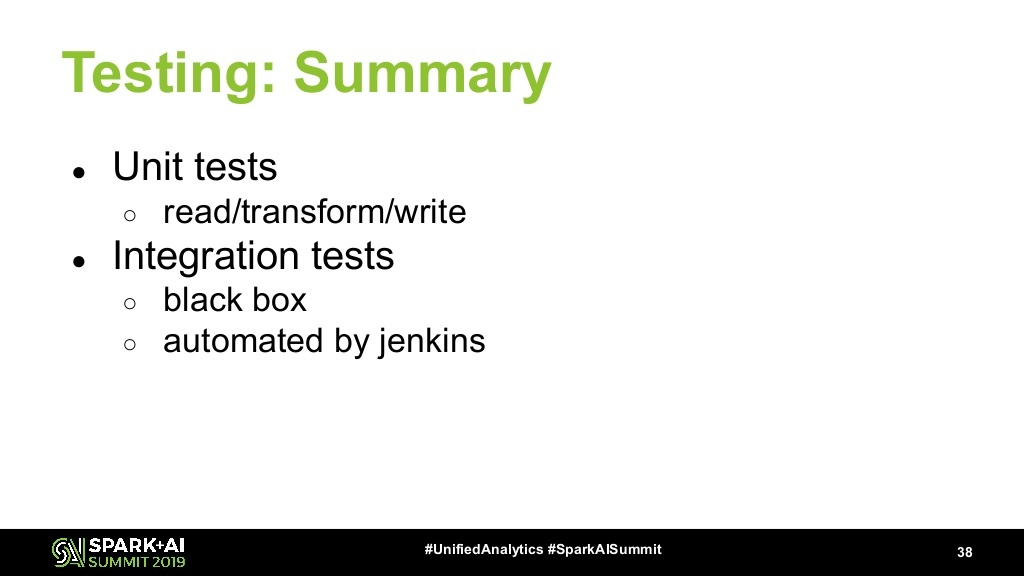 Testing: Summary
● Unit tests
○ read/transform/write
● Integration tests
○ black box
○ automated by jenkins
SPARK+AI
SUMMIT 2019
#UnifiedAnalytics #SparkAISummit
38